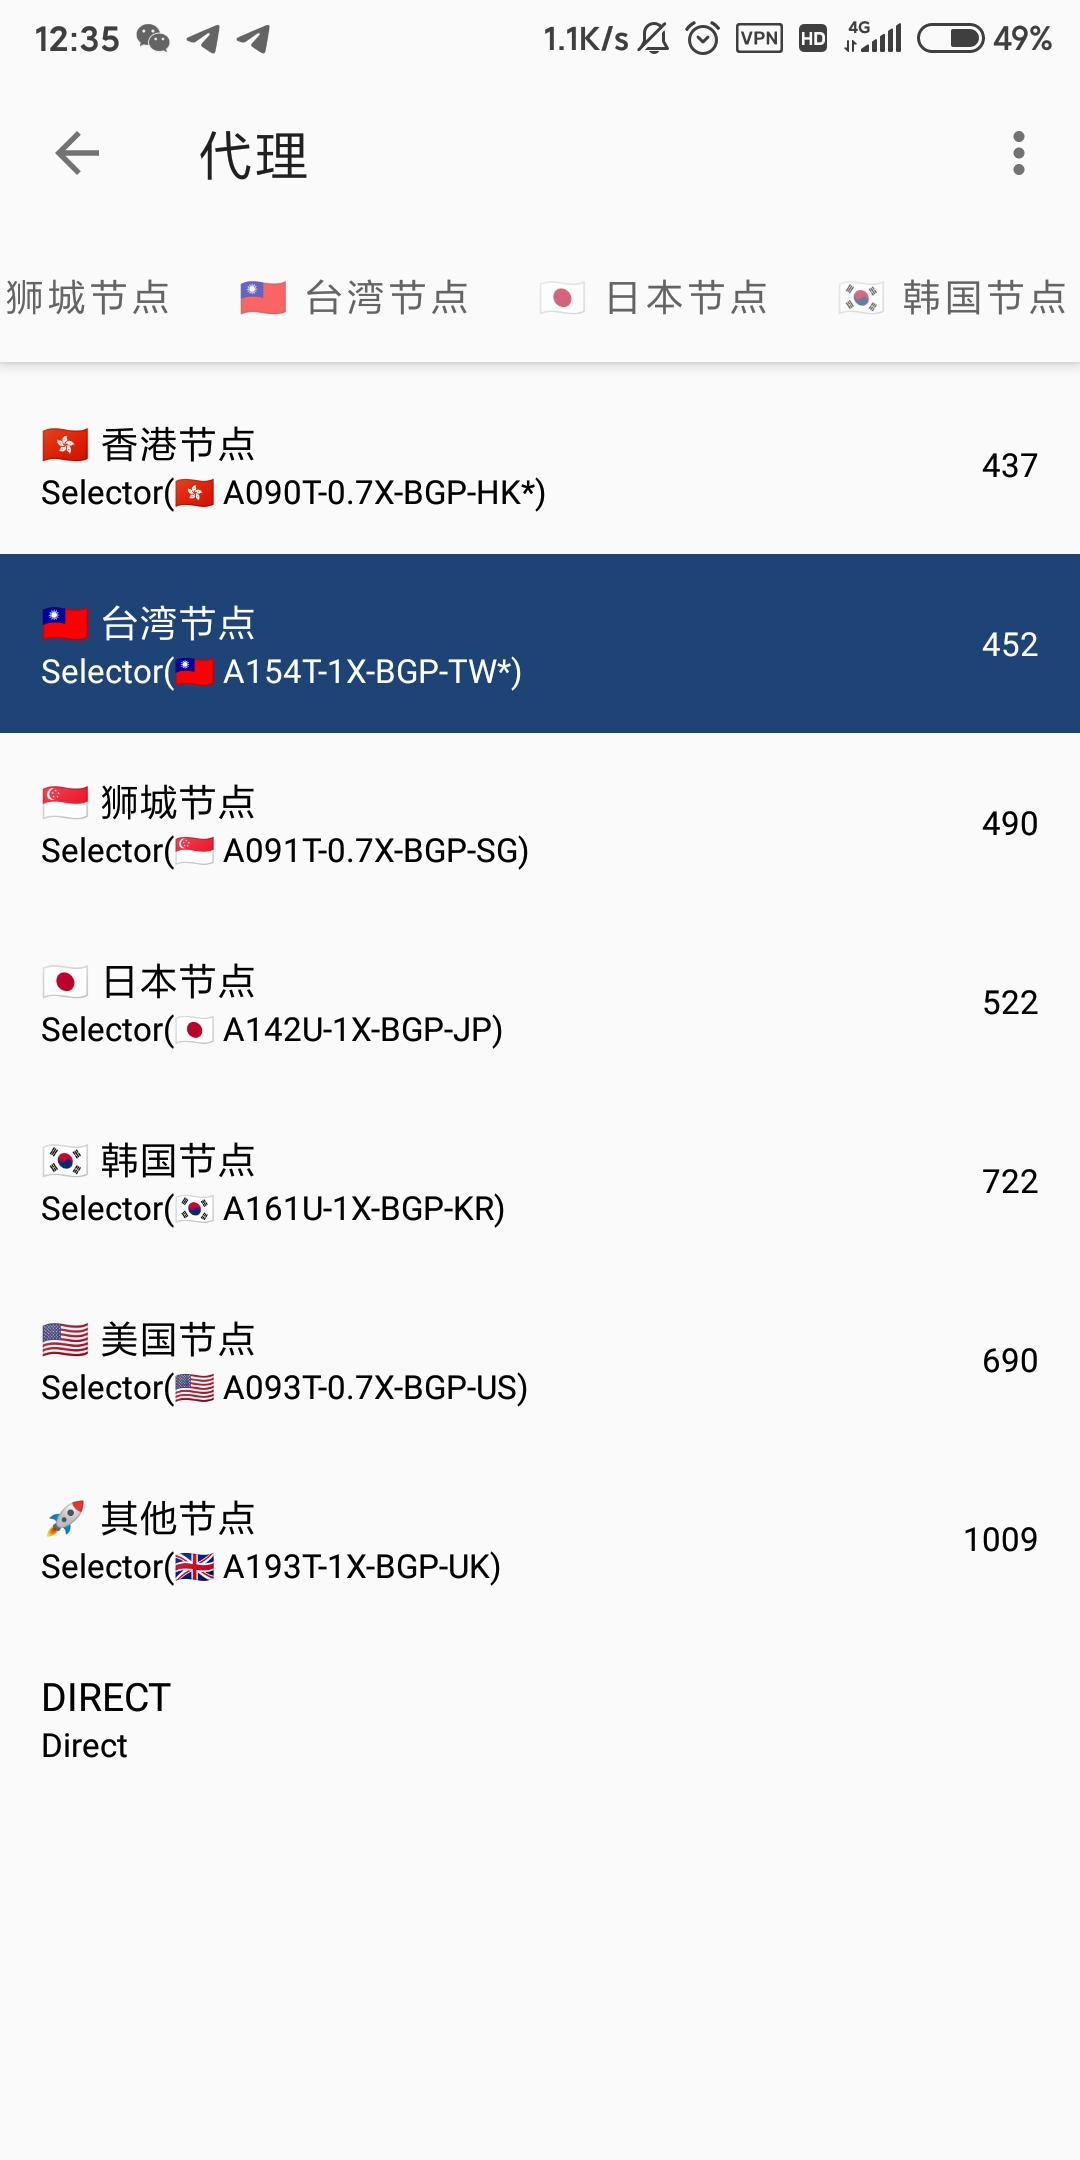 12:35 1.1K/s VPN HD 4G 49%
代理
狮城节点 🇹🇼 台湾节点 🇯🇵 日本节点 🇰🇷 韩国节点
🇭🇰 香港节点
Selector(🇭🇰 A090T-0.7X-BGP-HK*)
437
🇹🇼 台湾节点
Selector(🇹🇼 A154T-1X-BGP-TW*)
452
🇸🇬 狮城节点
Selector(🇸🇬 A091T-0.7X-BGP-SG)
490
🇯🇵 日本节点
Selector(🇯🇵 A142U-1X-BGP-JP)
522
🇰🇷 韩国节点
Selector(🇰🇷 A161U-1X-BGP-KR)
722
🇺🇸 美国节点
Selector(🇺🇸 A093T-0.7X-BGP-US)
690
🚀 其他节点
Selector(🇬🇧 A193T-1X-BGP-UK)
1009
DIRECT
Direct